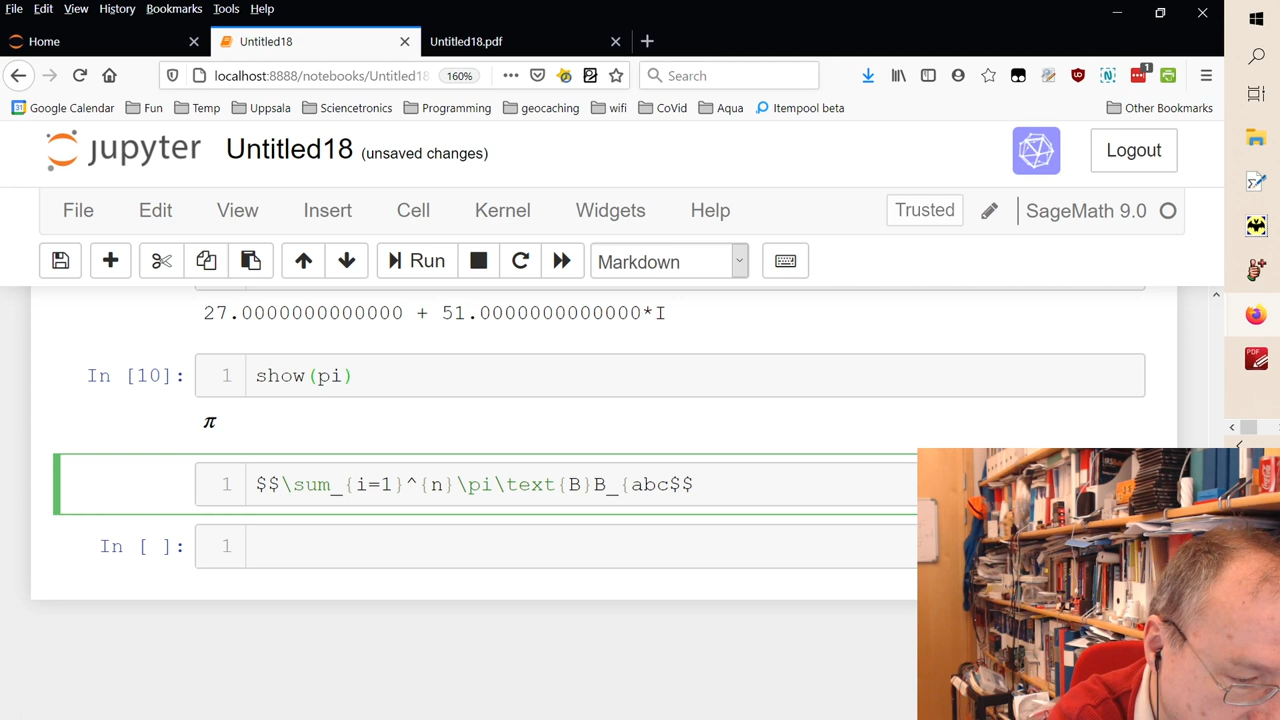 File Edit View History Bookmarks Tools Help
Home Untitled18 Untitled18.pdf
localhost:8888/notebooks/Untitled18 160% Search 1
Google Calendar Fun Temp Uppsala Sciencetronics Programming geocaching wifi CoVid Aqua Itempool beta Other Bookmarks
jupyter Untitled18 (unsaved changes) Logout
File Edit View Insert Cell Kernel Widgets Help Trusted SageMath 9.0
Run Markdown
27.0000000000000 + 51.0000000000000*I
In [10]: 1 show(pi)
π
1 $$\sum_{i=1}^{n}\pi\text{B}B_{abc$$
In [ ]: 1
PDF